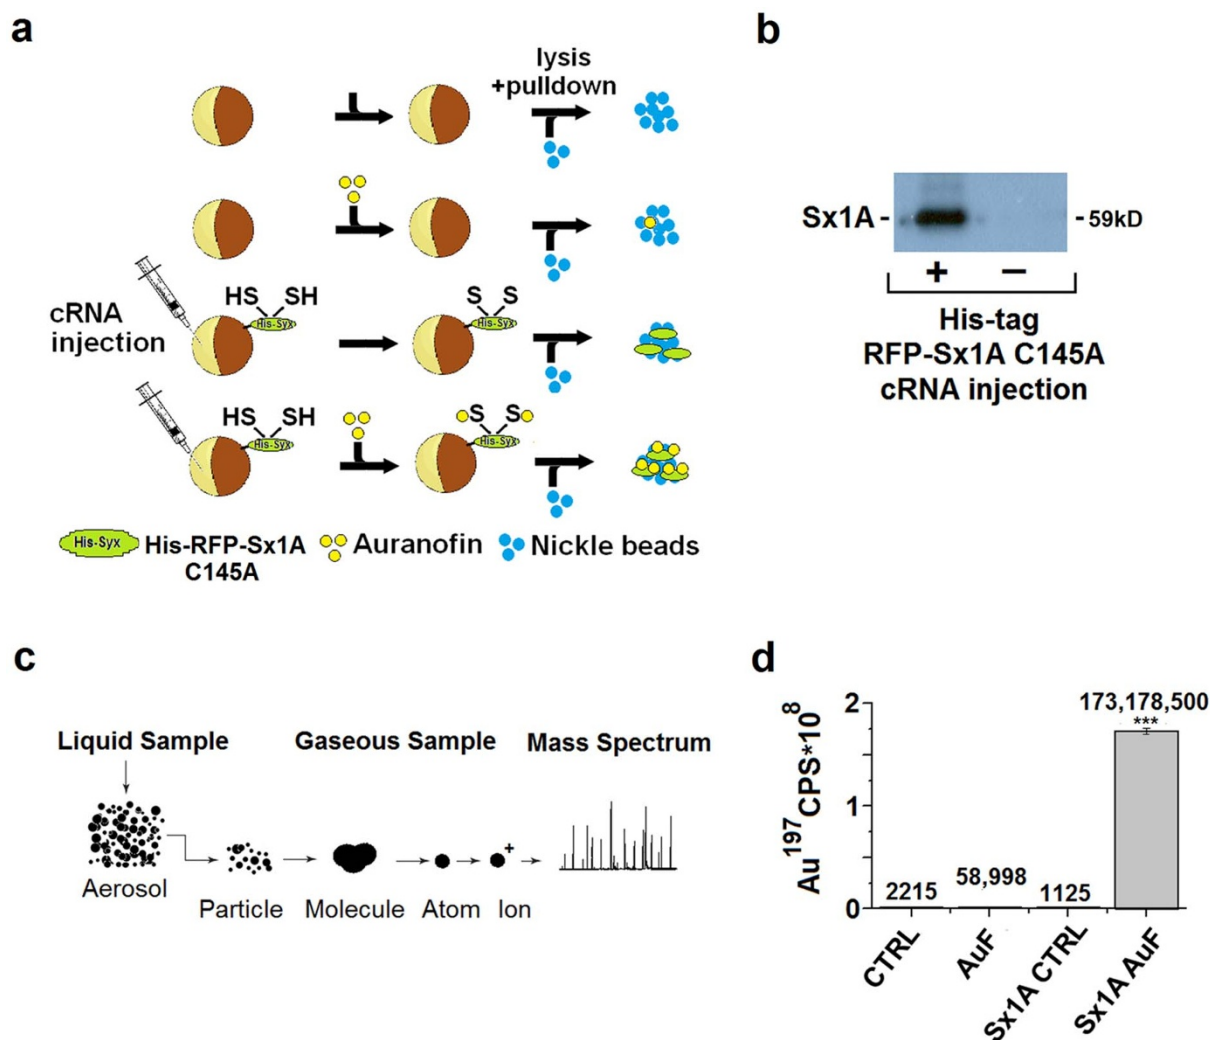 a
lysis
+pulldown
cRNA
injection
HS SH
His-Syx
S S
His-Syx
HS SH
His-Syx
S S
His-Syx
His-Syx
His-RFP-Sx1A
C145A
Auranofin
Nickle beads
b
Sx1A -
- 59kD
+ −
His-tag
RFP-Sx1A C145A
cRNA injection
c
Liquid Sample
Gaseous Sample
Mass Spectrum
Aerosol
Particle
Molecule
Atom
Ion
+
d
Au197CPS*108
2
1
0
2215
58,998
1125
173,178,500
***
CTRL
AuF
Sx1A CTRL
Sx1A AuF